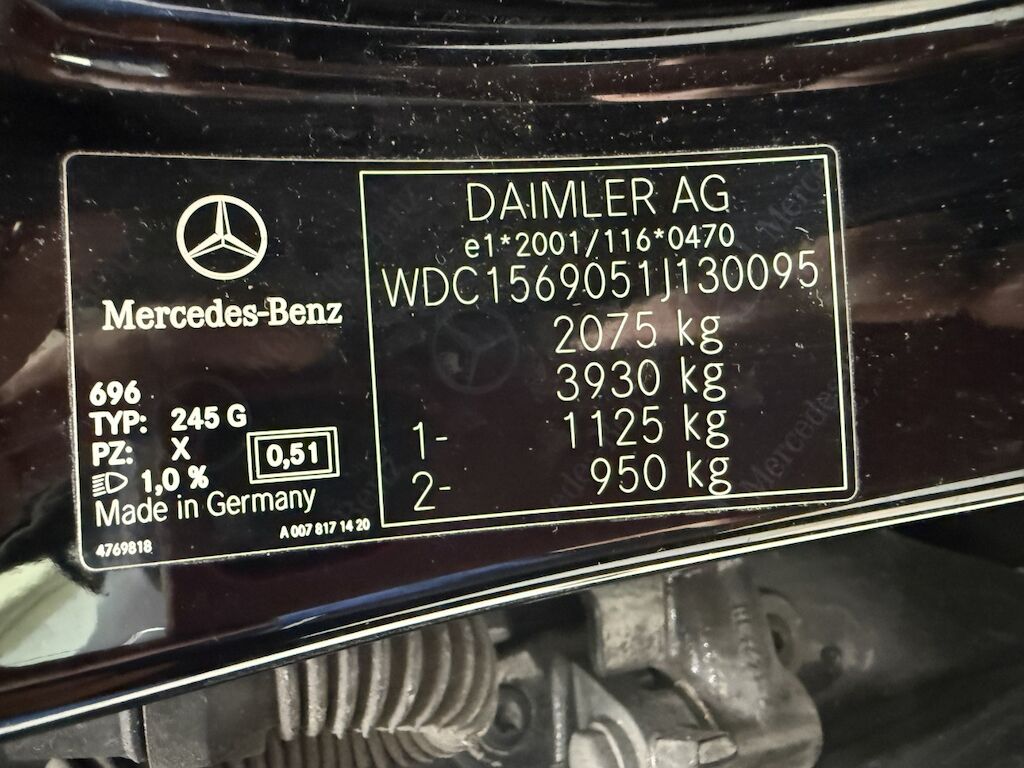 Mercedes-Benz
696
TYP: 245 G
PZ: X
1,0 %
0,51
Made in Germany
4769818
A 007 817 14 20
DAIMLER AG
e1*2001/116*0470
WDC1569051J130095
2075 kg
3930 kg
1- 1125 kg
2- 950 kg